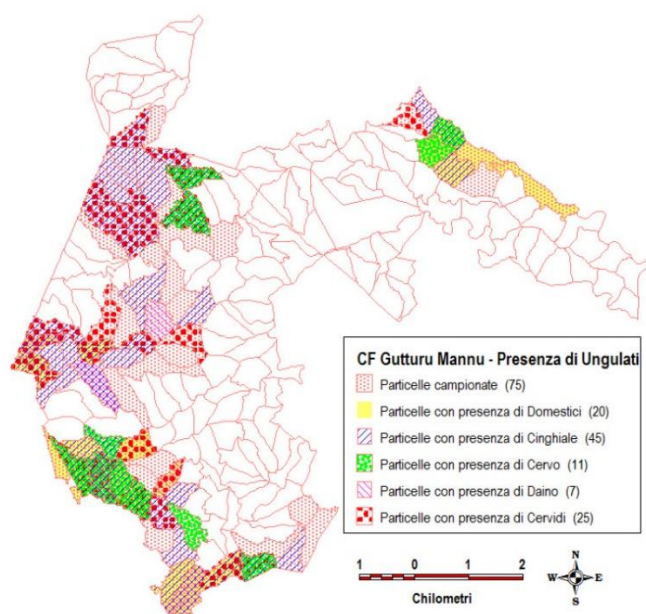 CF Gutturu Mannu - Presenza di Ungulati
Particelle campionate (75)
Particelle con presenza di Domestici (20)
Particelle con presenza di Cinghiale (45)
Particelle con presenza di Cervo (11)
Particelle con presenza di Daino (7)
Particelle con presenza di Cervidi (25)
1 0 1 2
Chilometri
N
W E
S